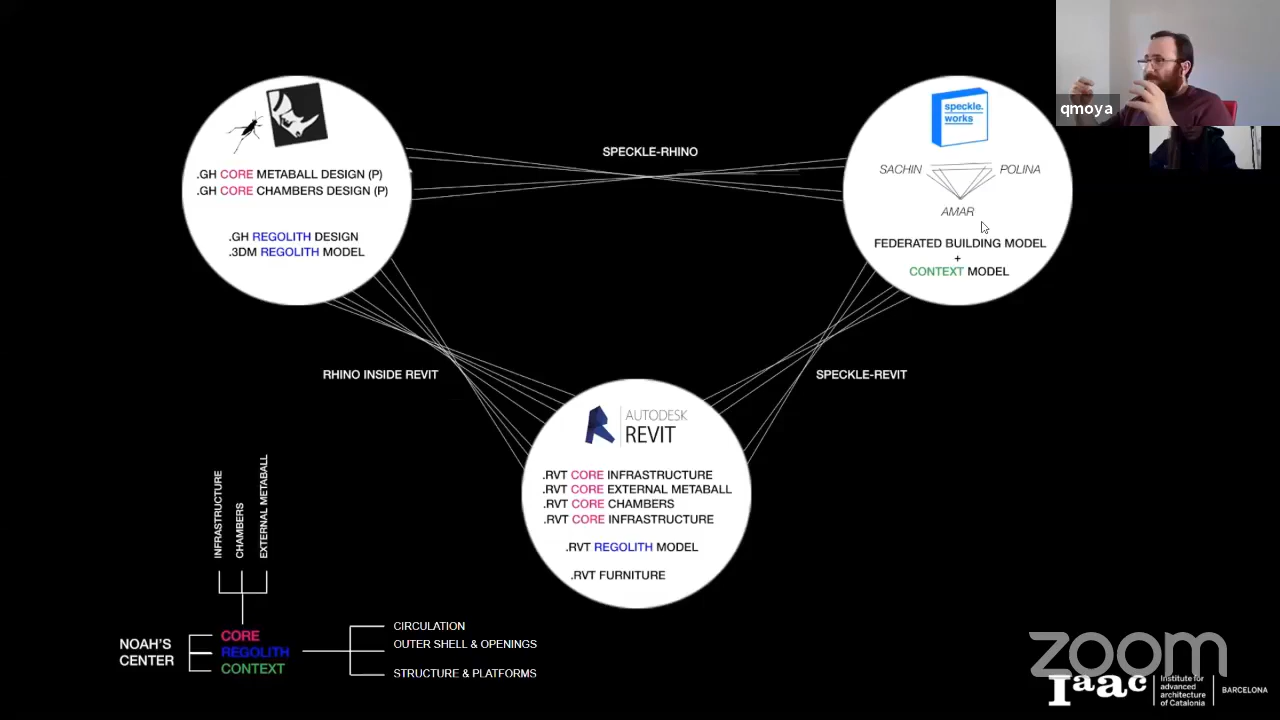 .GH CORE METABALL DESIGN (P)
.GH CORE CHAMBERS DESIGN (P)
.GH REGOLITH DESIGN
.3DM REGOLITH MODEL
SPECKLE-RHINO
speckle.
works
SACHIN
POLINA
AMAR
FEDERATED BUILDING MODEL
+
CONTEXT MODEL
qmoya
RHINO INSIDE REVIT
SPECKLE-REVIT
AUTODESK
REVIT
.RVT CORE INFRASTRUCTURE
.RVT CORE EXTERNAL METABALL
.RVT CORE CHAMBERS
.RVT CORE INFRASTRUCTURE
.RVT REGOLITH MODEL
.RVT FURNITURE
INFRASTRUCTURE
CHAMBERS
EXTERNAL METABALL
NOAH'S
CENTER
CORE
REGOLITH
CONTEXT
CIRCULATION
OUTER SHELL & OPENINGS
STRUCTURE & PLATFORMS
zoom
Iaac
Institute for
advanced
architecture
of Catalonia
BARCELONA